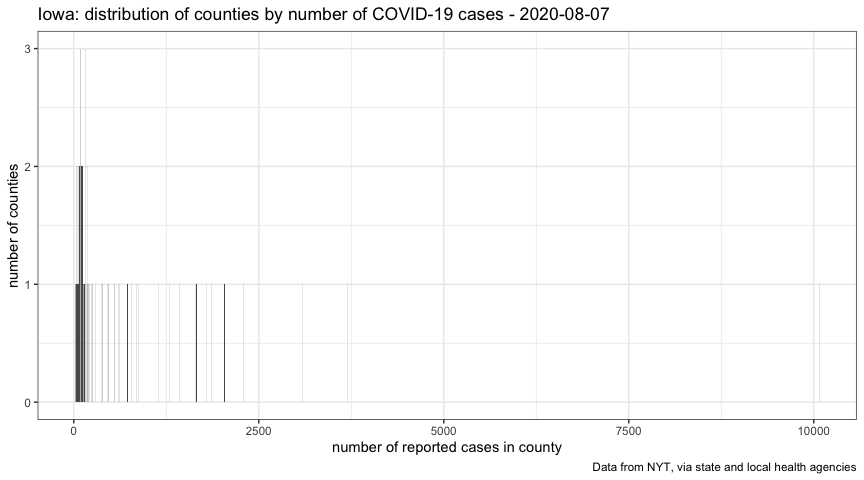 Iowa: distribution of counties by number of COVID-19 cases - 2020-08-07
3
2
1
0
number of counties
0 2500 5000 7500 10000
number of reported cases in county
Data from NYT, via state and local health agencies